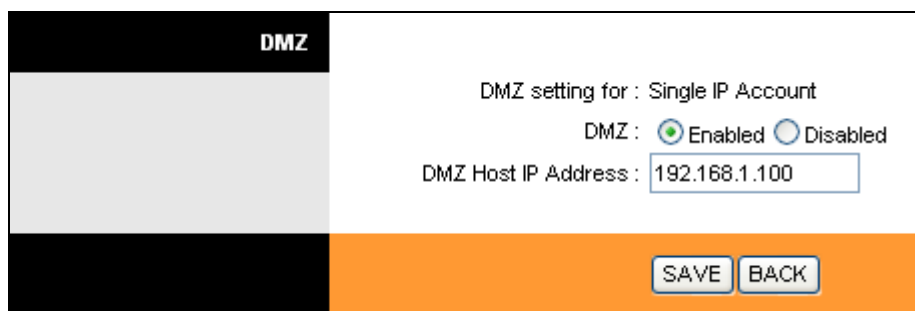 DMZ
DMZ setting for : Single IP Account
DMZ : Enabled Disabled
DMZ Host IP Address : 192.168.1.100
SAVE BACK